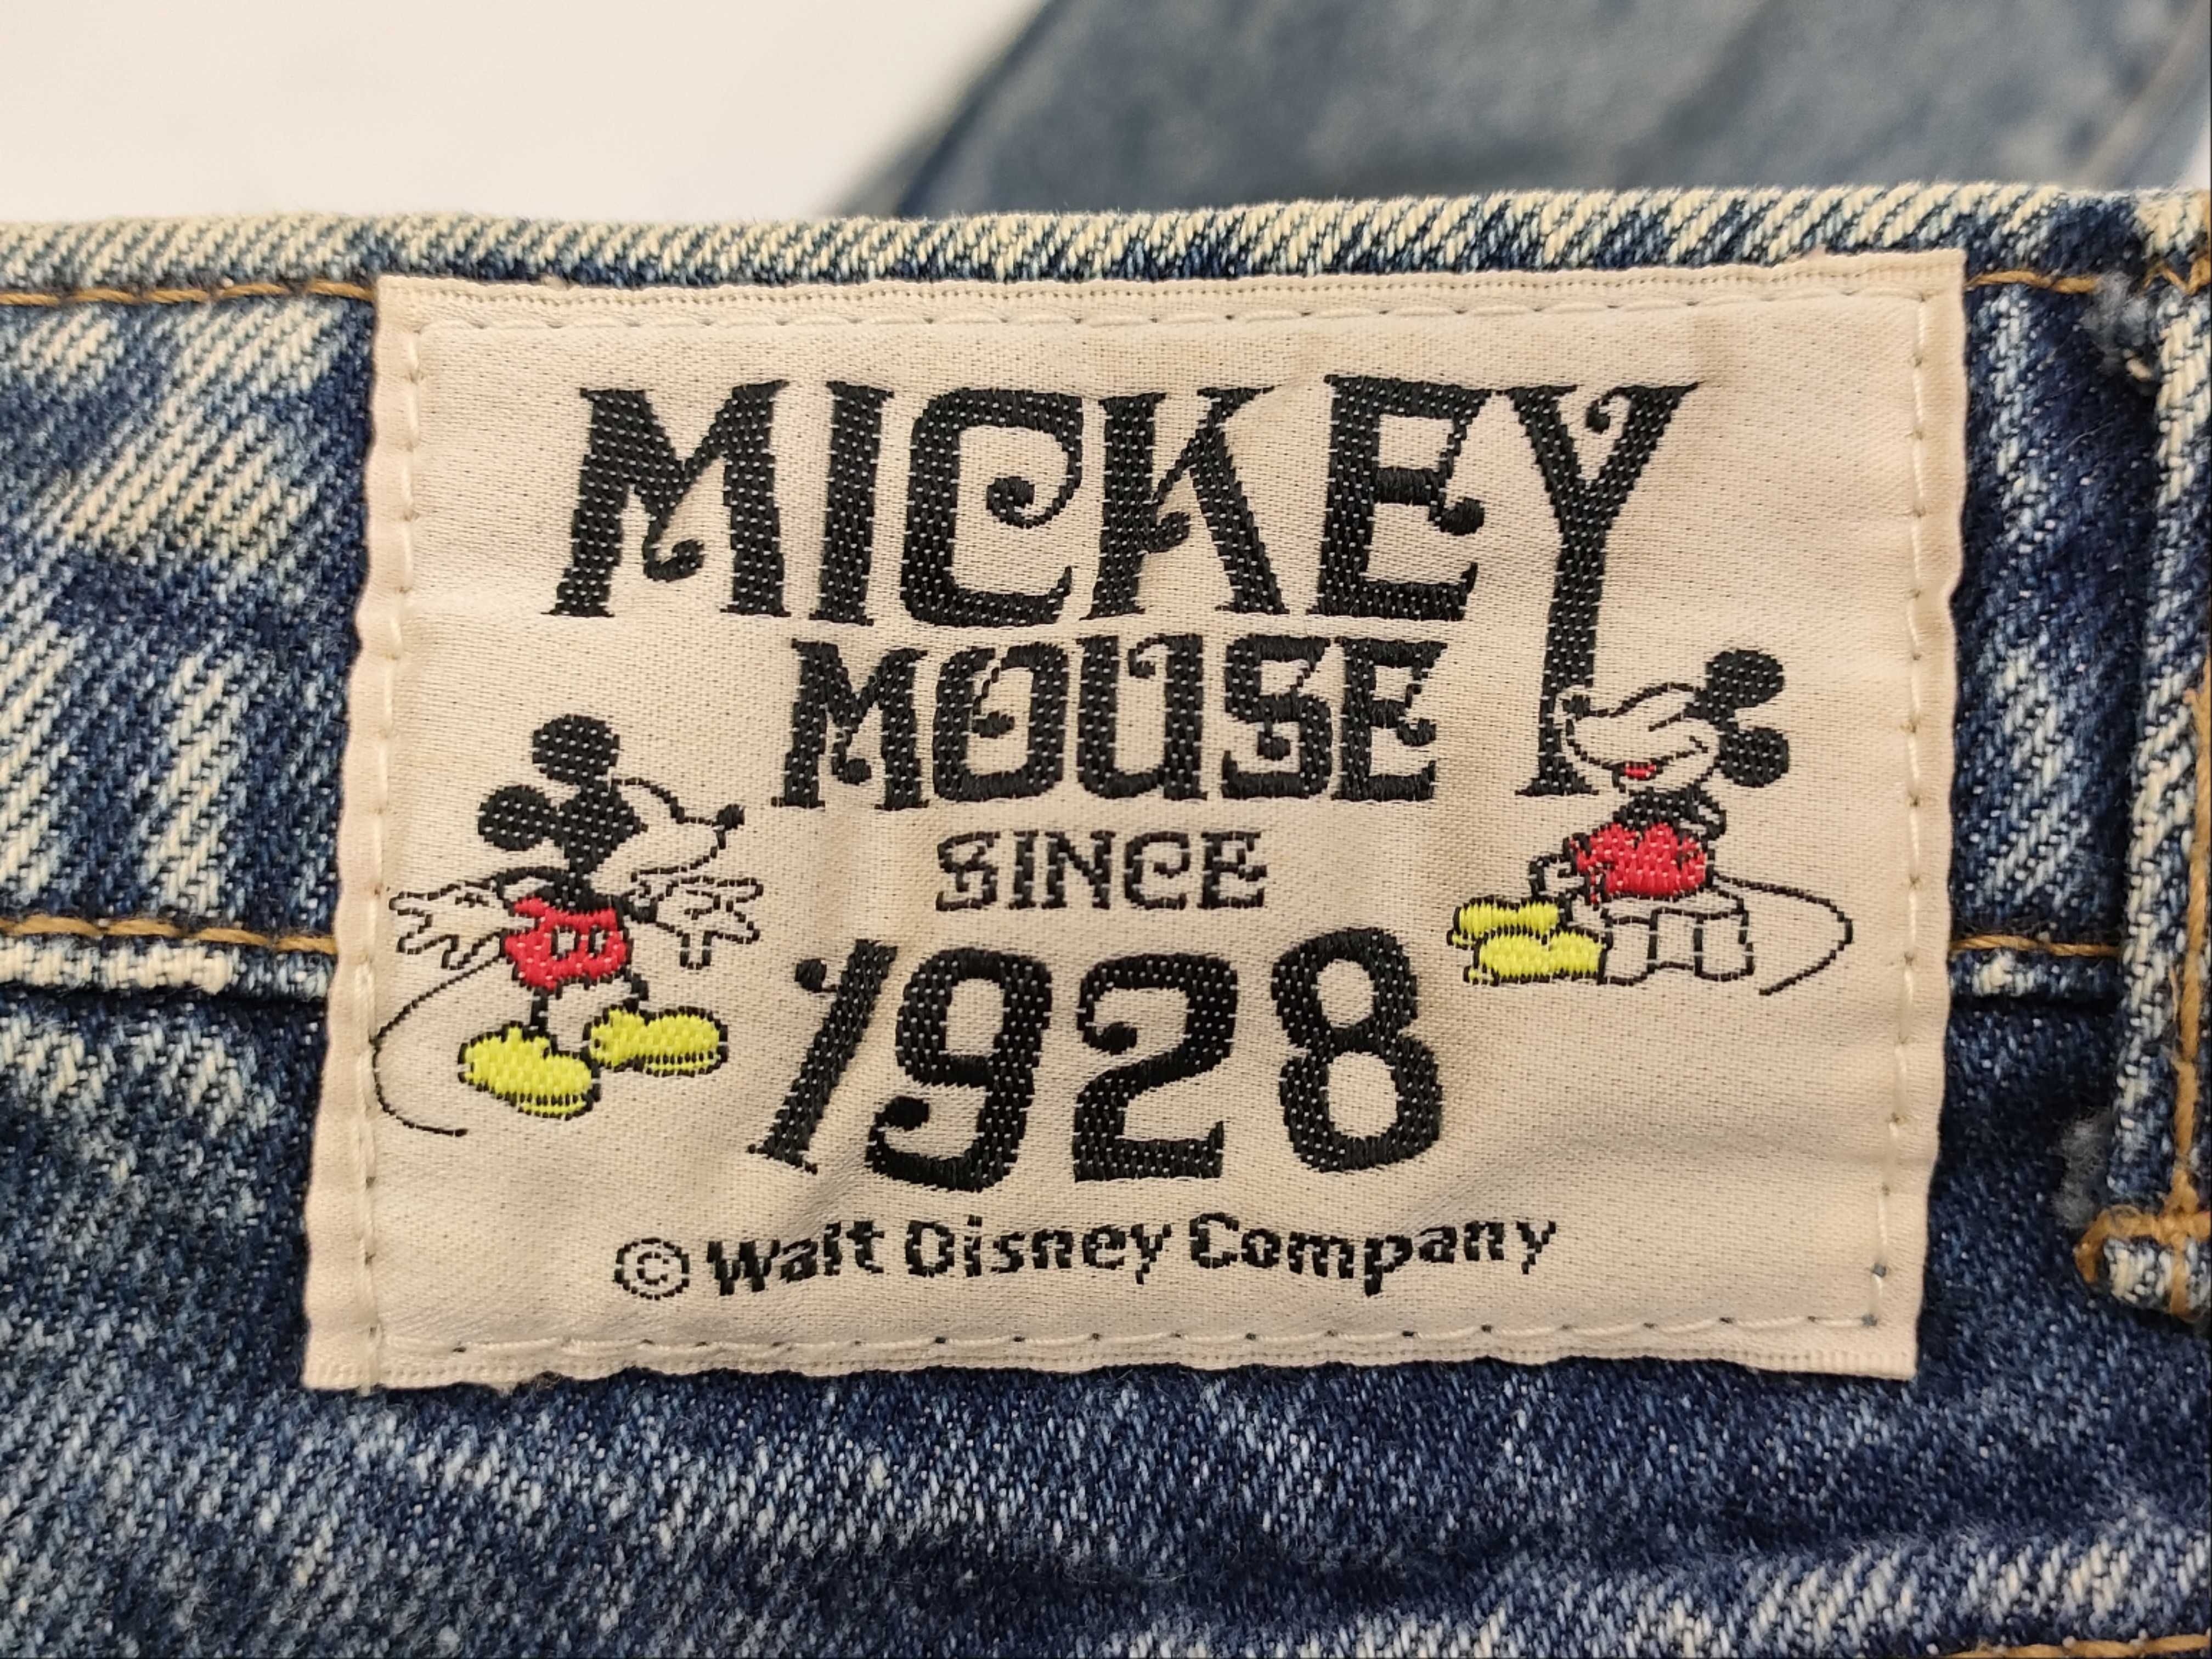 MICKEY
MOUSE
SINCE
1928
© Walt Disney Company